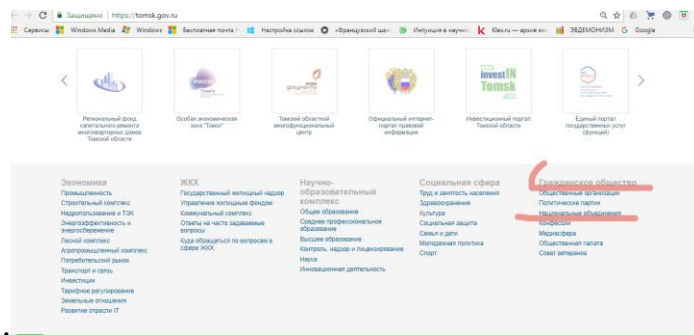 Защищено | https://tomsk.gov.ru
Сервисы Windows Media Windows Бесплатная почта Настройка ссылок «Французский шаг Интуиция в научно Kles.ru — архив кни ЭВДЕМОНИЗМ Google
Региональный фонд
капитального ремонта
многоквартирных домов
Томской области
Особая экономическая
зона "Томск"
мои
документы
Томский областной
многофункциональный
центр
Официальный интернет-
портал правовой
информации
investIN
Tomsk
Инвестиционный портал
Томской области
Единый портал
государственных услуг
(функций)
Экономика
Промышленность
Строительный комплекс
Недропользование и ТЭК
Энергоэффективность и
энергосбережение
Лесной комплекс
Агропромышленный комплекс
Потребительский рынок
Транспорт и связь
Инвестиции
Тарифное регулирование
Земельные отношения
Развитие отрасли IT
ЖКХ
Государственный жилищный надзор
Управление жилищным фондом
Коммунальный комплекс
Ответы на часто задаваемые
вопросы
Куда обращаться по вопросам в
сфере ЖКХ
Научно-
образовательный
комплекс
Общее образование
Среднее профессиональное
образование
Высшее образование
Контроль, надзор и лицензирование
Наука
Инновационная деятельность
Социальная сфера
Труд и занятость населения
Здравоохранение
Культура
Социальная защита
Семья и дети
Молодежная политика
Спорт
Гражданское общество
Общественные организации
Политические партии
Национальные объединения
Конфессии
Медиасфера
Общественная палата
Совет ветеранов